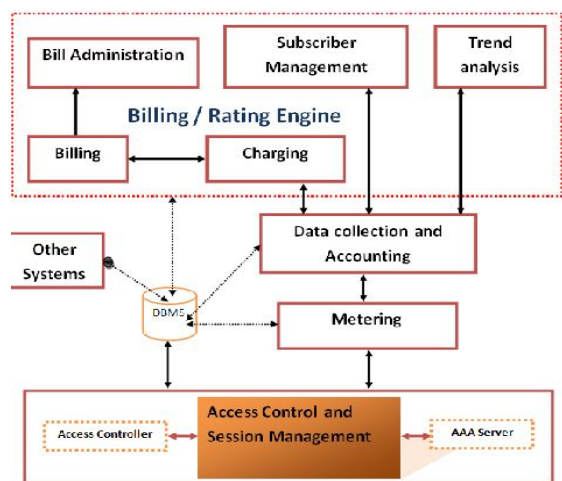 Bill Administration
Subscriber
Management
Trend
analysis
Billing / Rating Engine
Billing
Charging
Data collection and
Accounting
Other
Systems
DBMS
Metering
Access Control and
Session Management
Access Controller
AAA Server